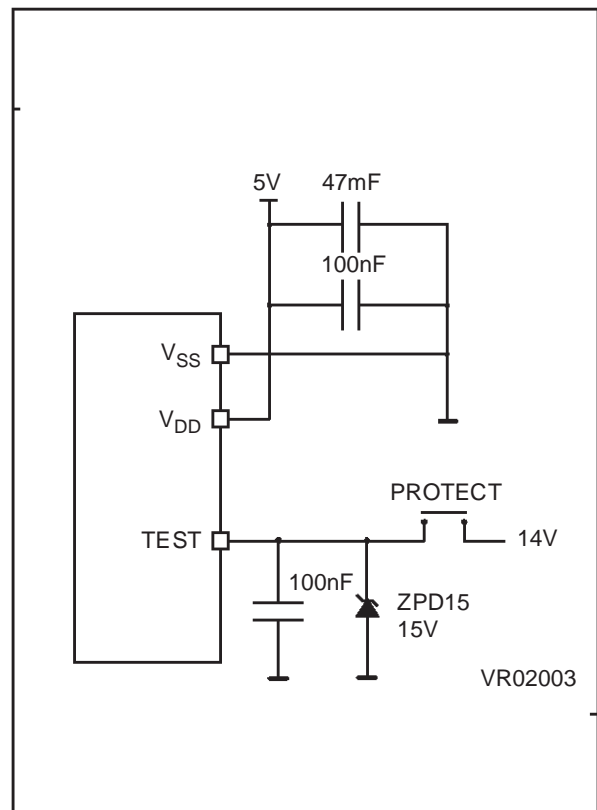 5V 47mF
100nF
VSS
VDD
PROTECT
TEST 14V
100nF ZPD15
15V
VR02003